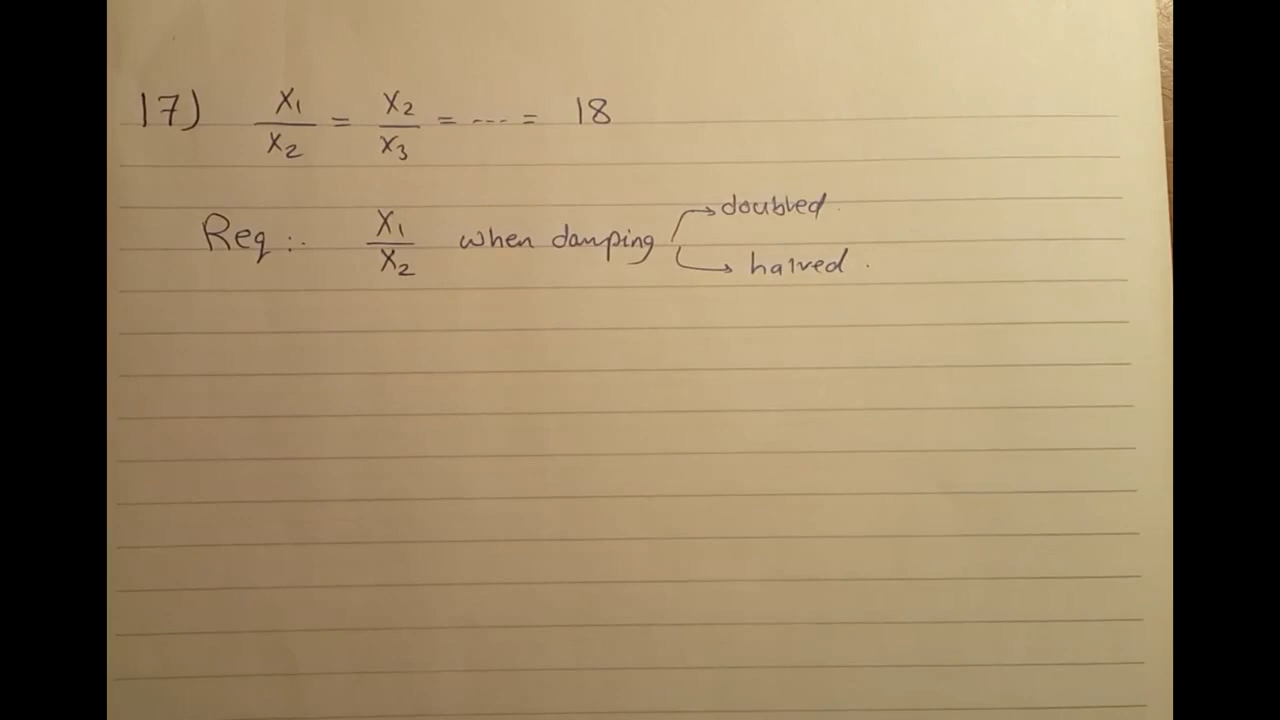 17) X₁/X₂ = X₂/X₃ = --- = 18
Req :. X₁/X₂ when damping → doubled.
→ halved.